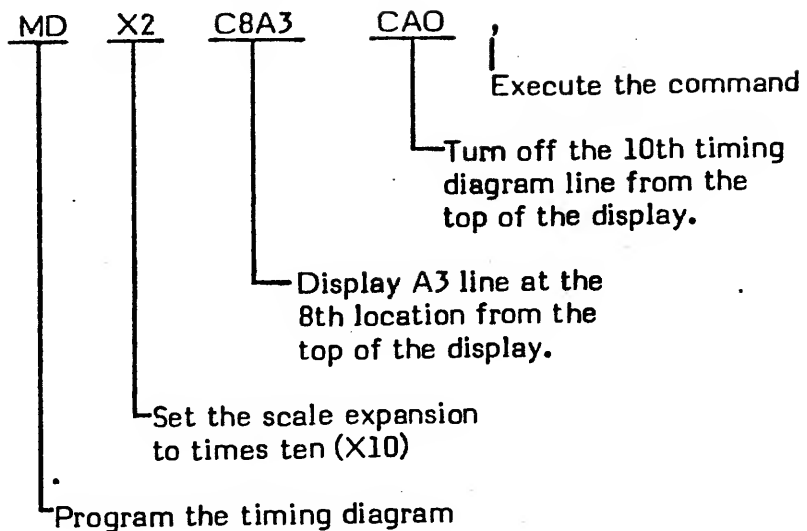 MD X2 C8A3 CA0 ,
Execute the command
Turn off the 10th timing
diagram line from the
top of the display.
Display A3 line at the
8th location from the
top of the display.
Set the scale expansion
to times ten (X10)
Program the timing diagram